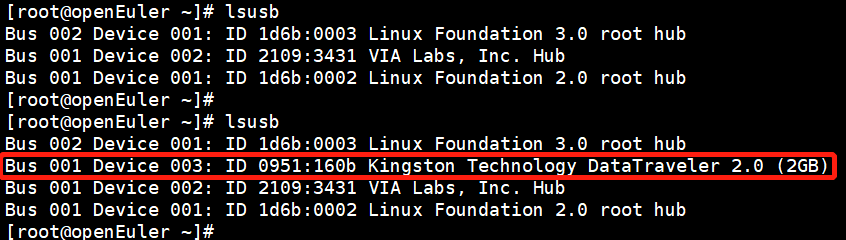 [root@openEuler ~]# lsusb
Bus 002 Device 001: ID 1d6b:0003 Linux Foundation 3.0 root hub
Bus 001 Device 002: ID 2109:3431 VIA Labs, Inc. Hub
Bus 001 Device 001: ID 1d6b:0002 Linux Foundation 2.0 root hub
[root@openEuler ~]#
[root@openEuler ~]# lsusb
Bus 002 Device 001: ID 1d6b:0003 Linux Foundation 3.0 root hub
Bus 001 Device 003: ID 0951:160b Kingston Technology DataTraveler 2.0 (2GB)
Bus 001 Device 002: ID 2109:3431 VIA Labs, Inc. Hub
Bus 001 Device 001: ID 1d6b:0002 Linux Foundation 2.0 root hub
[root@openEuler ~]#